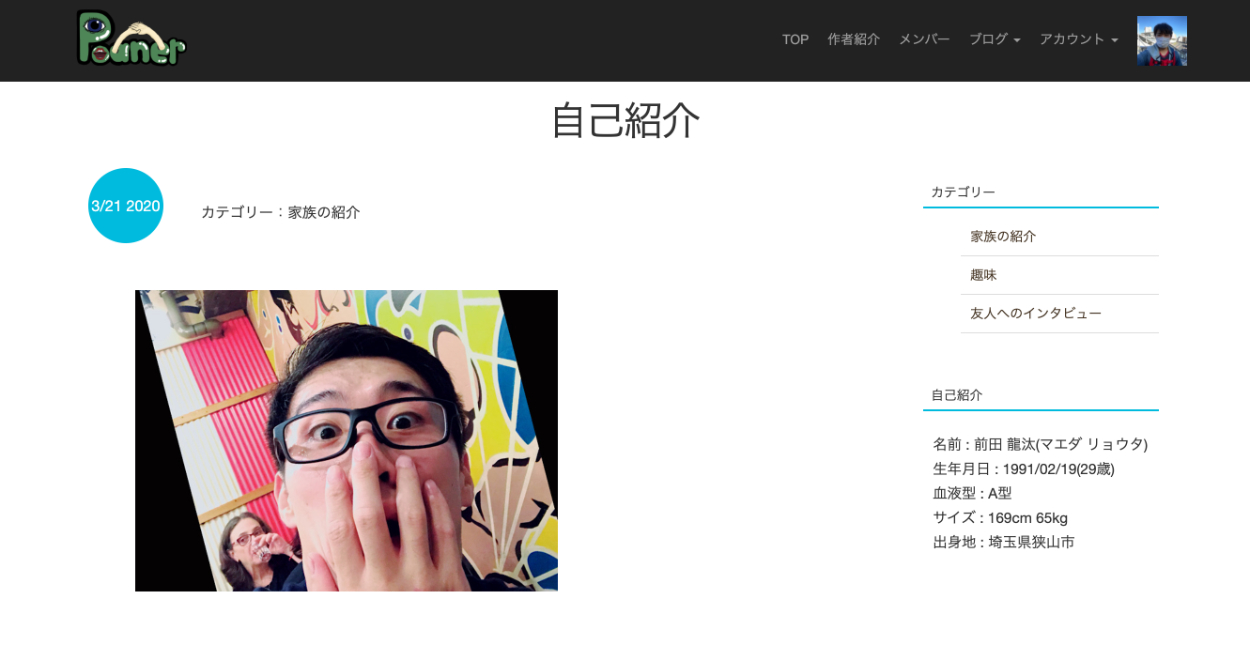 Pouner
TOP 作者紹介 メンバー ブログ アカウント
自己紹介
3/21 2020
カテゴリー：家族の紹介
カテゴリー
家族の紹介
趣味
友人へのインタビュー
自己紹介
名前 : 前田 龍汰(マエダ リョウタ)
生年月日 : 1991/02/19(29歳)
血液型 : A型
サイズ : 169cm 65kg
出身地 : 埼玉県狭山市